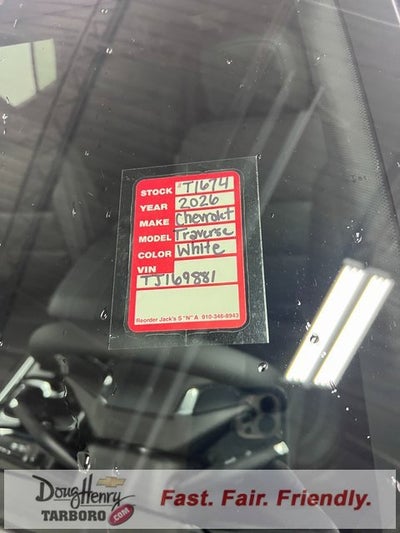 STOCK #T1674
YEAR 2026
MAKE Chevrolet
MODEL Traverse
COLOR White
VIN
TJ169881
Reorder Jack's S "N" A 910-346-8943
Doug Henry
TARBORO .COM
Fast. Fair. Friendly.